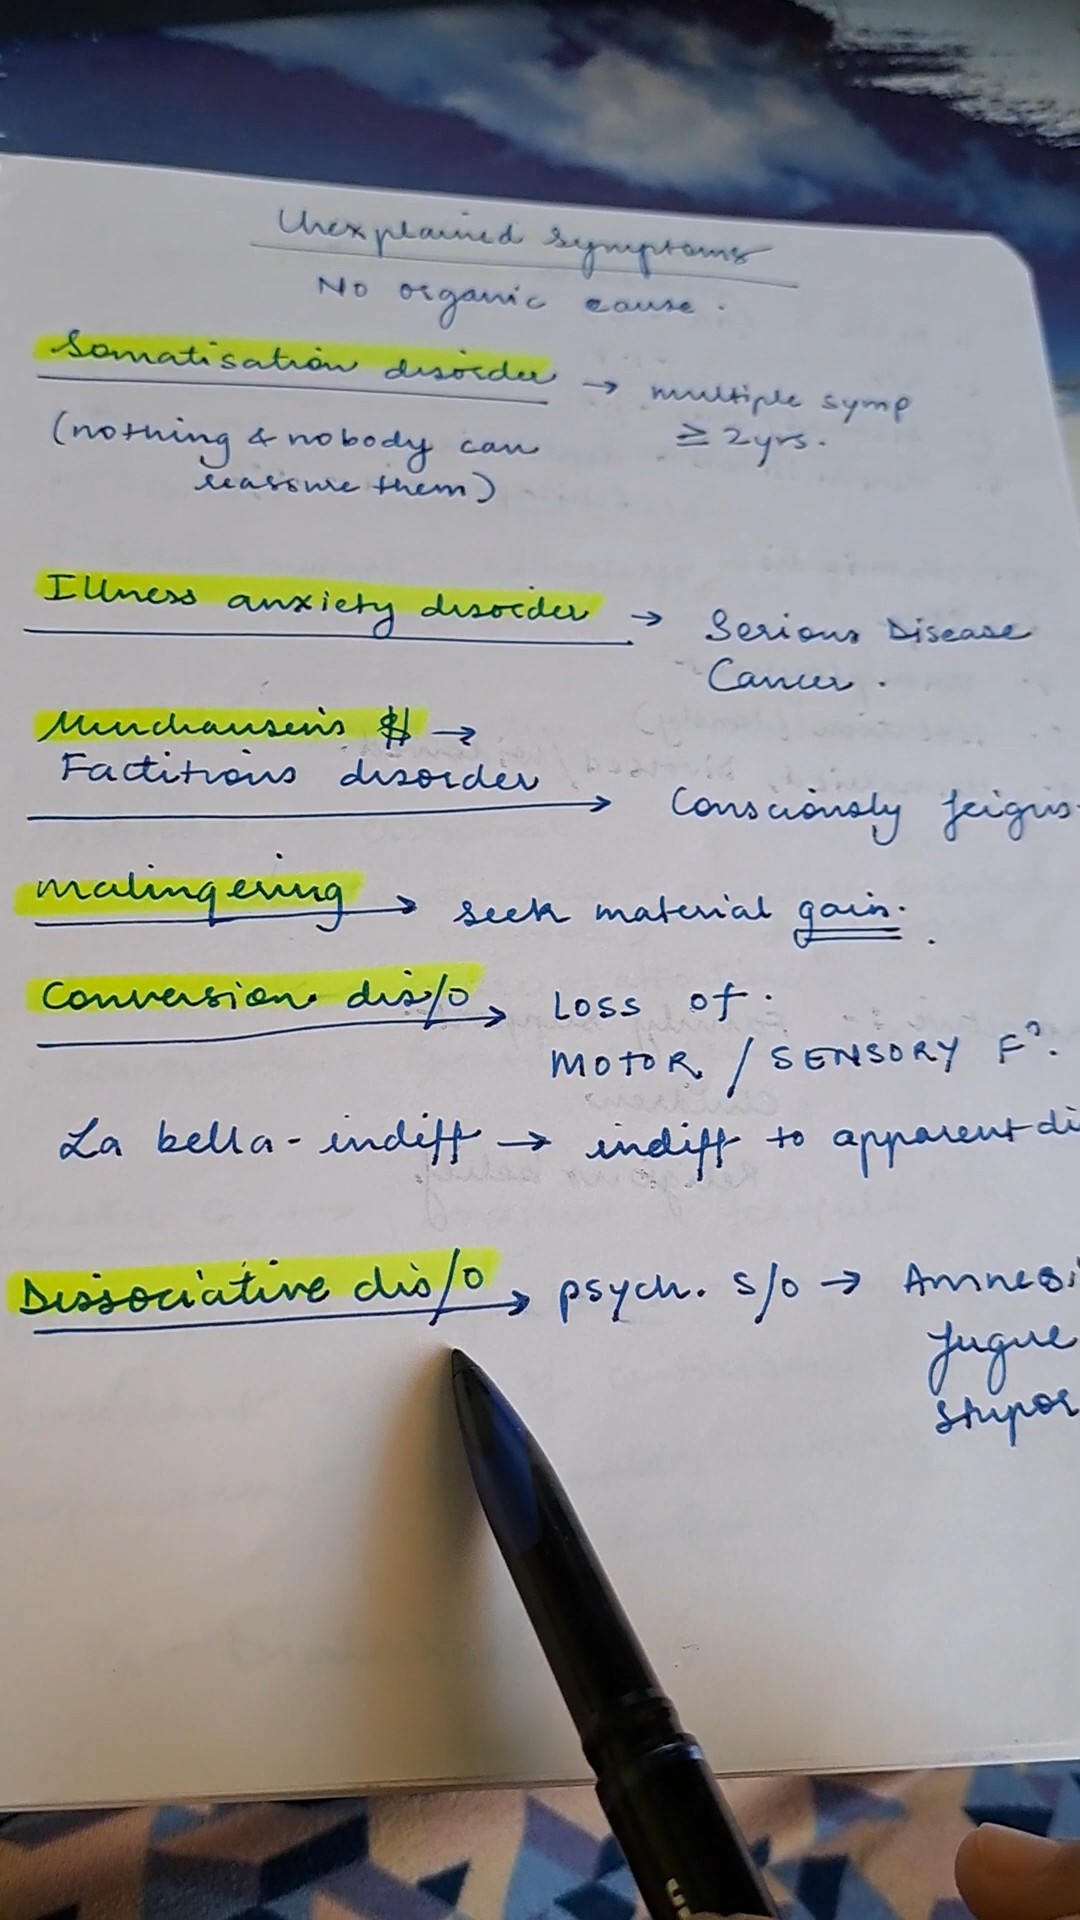 Unexplained Symptoms
No organic cause.
Somatisation disorder → multiple symp
≥ 2yrs.
(nothing & nobody can
reassure them)
Illness anxiety disorder → Serious Disease
Cancer.
Munchausen's $ →
Factitious disorder → Consciously feigns
malingering → seek material gain.
Conversion dis/o → LOSS of
MOTOR / SENSORY F?.
La bella-indiff → indiff to apparent di
Dissociative dis/o → psych. s/o → Amnesi
fugue
stupor